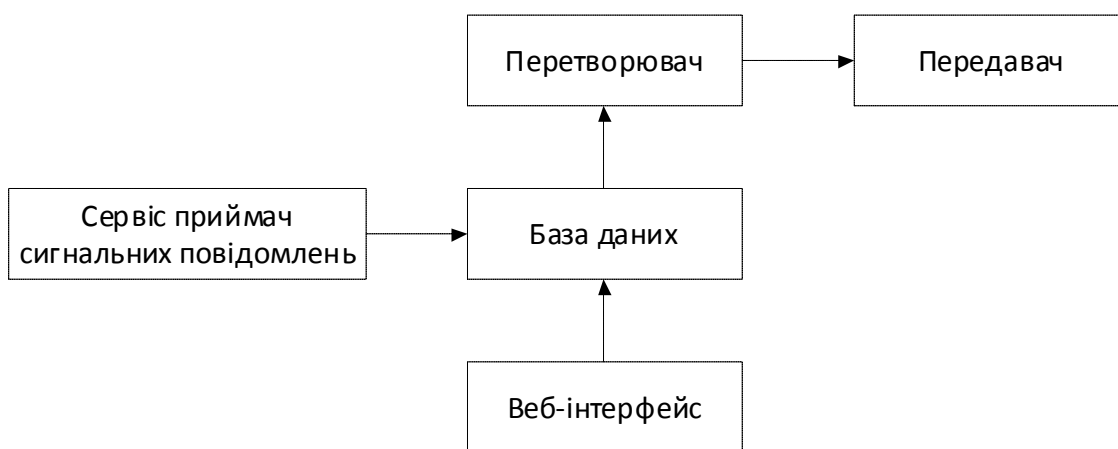 Перетворювач
Передавач
Сервіс приймач
сигнальних повідомлень
База даних
Веб-інтерфейс